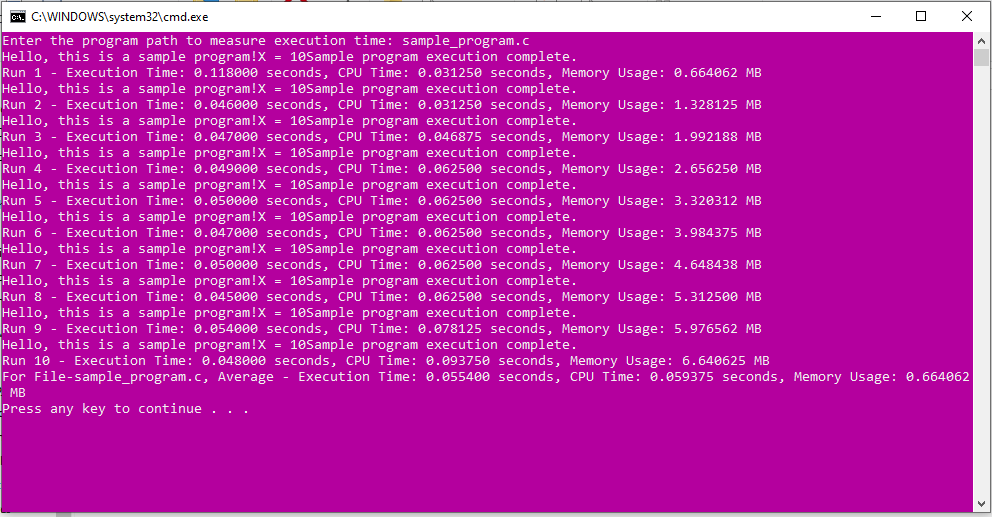 C:\WINDOWS\system32\cmd.exe
Enter the program path to measure execution time: sample_program.c
Hello, this is a sample program!X = 10Sample program execution complete.
Run 1 - Execution Time: 0.118000 seconds, CPU Time: 0.031250 seconds, Memory Usage: 0.664062 MB
Hello, this is a sample program!X = 10Sample program execution complete.
Run 2 - Execution Time: 0.046000 seconds, CPU Time: 0.031250 seconds, Memory Usage: 1.328125 MB
Hello, this is a sample program!X = 10Sample program execution complete.
Run 3 - Execution Time: 0.047000 seconds, CPU Time: 0.046875 seconds, Memory Usage: 1.992188 MB
Hello, this is a sample program!X = 10Sample program execution complete.
Run 4 - Execution Time: 0.049000 seconds, CPU Time: 0.062500 seconds, Memory Usage: 2.656250 MB
Hello, this is a sample program!X = 10Sample program execution complete.
Run 5 - Execution Time: 0.050000 seconds, CPU Time: 0.062500 seconds, Memory Usage: 3.320312 MB
Hello, this is a sample program!X = 10Sample program execution complete.
Run 6 - Execution Time: 0.047000 seconds, CPU Time: 0.062500 seconds, Memory Usage: 3.984375 MB
Hello, this is a sample program!X = 10Sample program execution complete.
Run 7 - Execution Time: 0.050000 seconds, CPU Time: 0.062500 seconds, Memory Usage: 4.648438 MB
Hello, this is a sample program!X = 10Sample program execution complete.
Run 8 - Execution Time: 0.045000 seconds, CPU Time: 0.062500 seconds, Memory Usage: 5.312500 MB
Hello, this is a sample program!X = 10Sample program execution complete.
Run 9 - Execution Time: 0.054000 seconds, CPU Time: 0.078125 seconds, Memory Usage: 5.976562 MB
Hello, this is a sample program!X = 10Sample program execution complete.
Run 10 - Execution Time: 0.048000 seconds, CPU Time: 0.093750 seconds, Memory Usage: 6.640625 MB
For File-sample_program.c, Average - Execution Time: 0.055400 seconds, CPU Time: 0.059375 seconds, Memory Usage: 0.664062
MB
Press any key to continue . . .